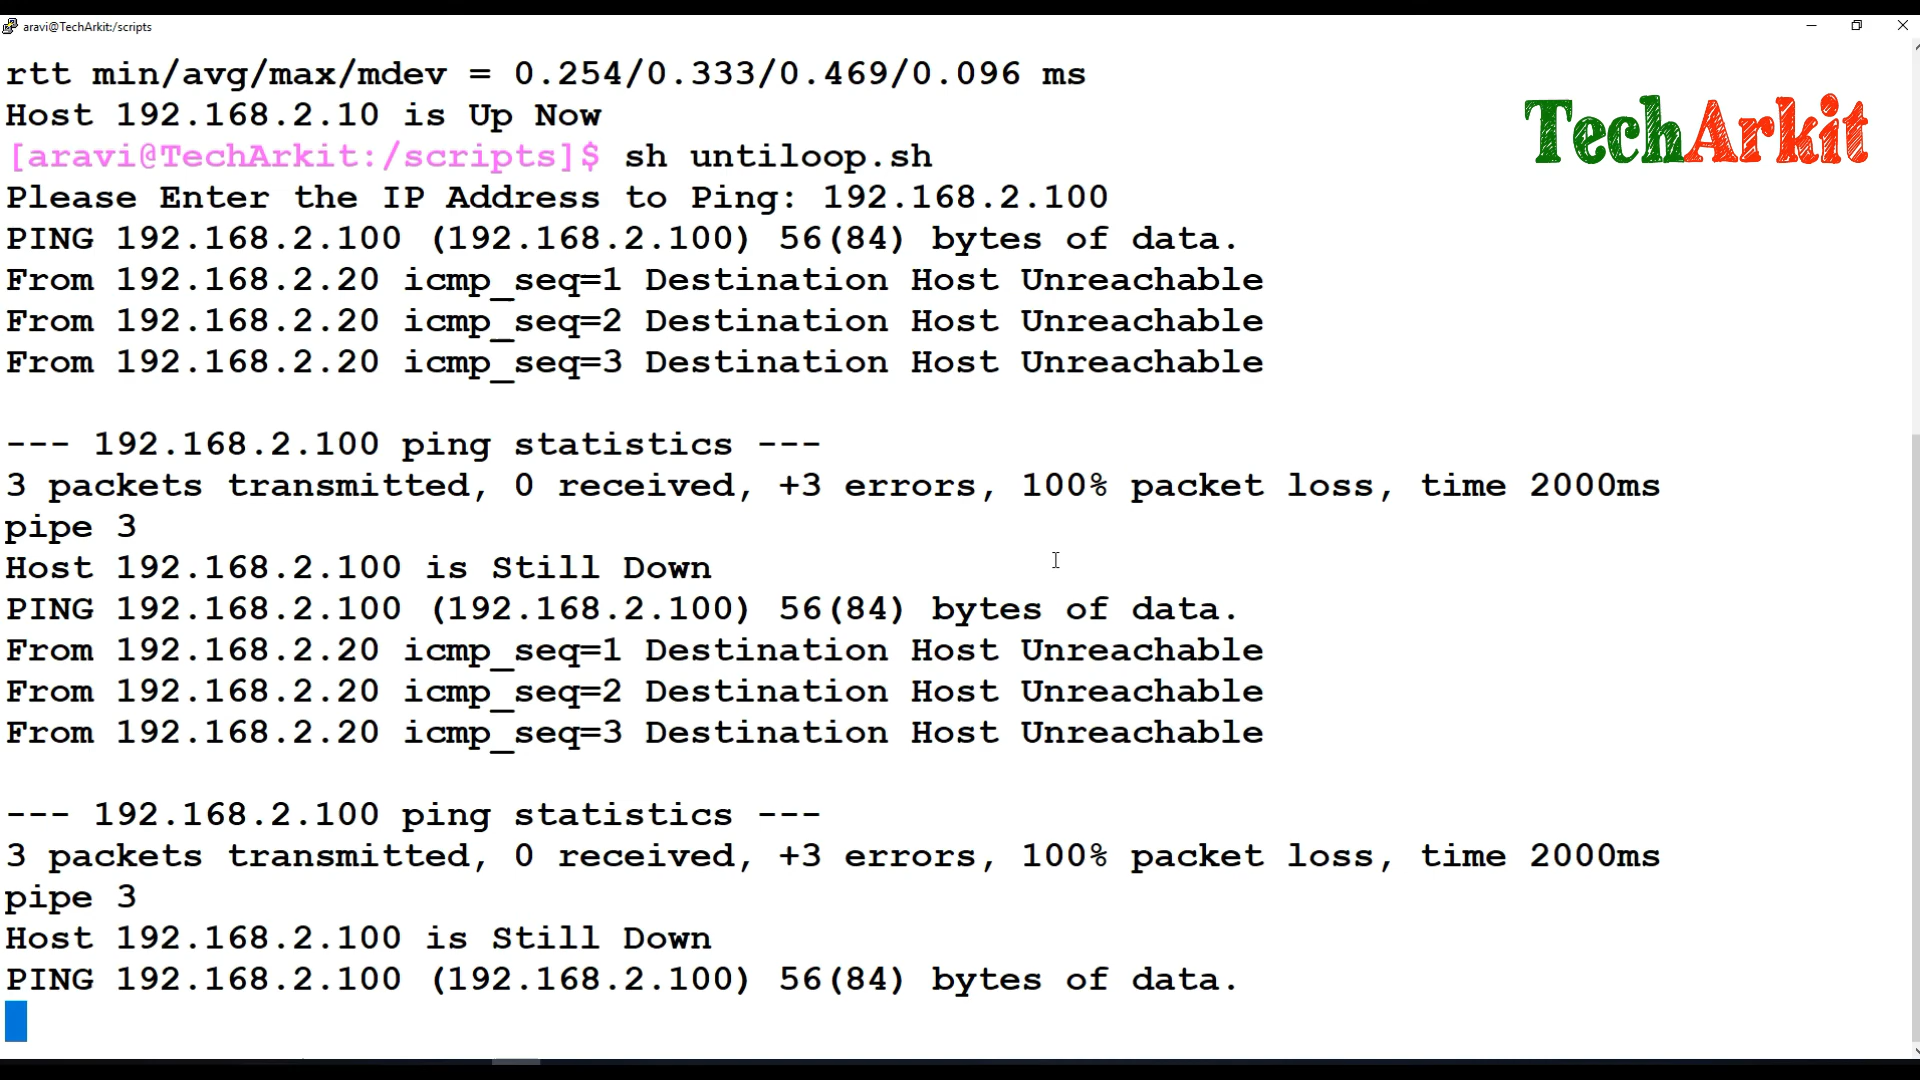 aravi@TechArkit:/scripts
rtt min/avg/max/mdev = 0.254/0.333/0.469/0.096 ms
Host 192.168.2.10 is Up Now
TechArkit
[aravi@TechArkit:/scripts]$ sh untiloop.sh
Please Enter the IP Address to Ping: 192.168.2.100
PING 192.168.2.100 (192.168.2.100) 56(84) bytes of data.
From 192.168.2.20 icmp_seq=1 Destination Host Unreachable
From 192.168.2.20 icmp_seq=2 Destination Host Unreachable
From 192.168.2.20 icmp_seq=3 Destination Host Unreachable
--- 192.168.2.100 ping statistics ---
3 packets transmitted, 0 received, +3 errors, 100% packet loss, time 2000ms
pipe 3
Host 192.168.2.100 is Still Down
PING 192.168.2.100 (192.168.2.100) 56(84) bytes of data.
From 192.168.2.20 icmp_seq=1 Destination Host Unreachable
From 192.168.2.20 icmp_seq=2 Destination Host Unreachable
From 192.168.2.20 icmp_seq=3 Destination Host Unreachable
--- 192.168.2.100 ping statistics ---
3 packets transmitted, 0 received, +3 errors, 100% packet loss, time 2000ms
pipe 3
Host 192.168.2.100 is Still Down
PING 192.168.2.100 (192.168.2.100) 56(84) bytes of data.